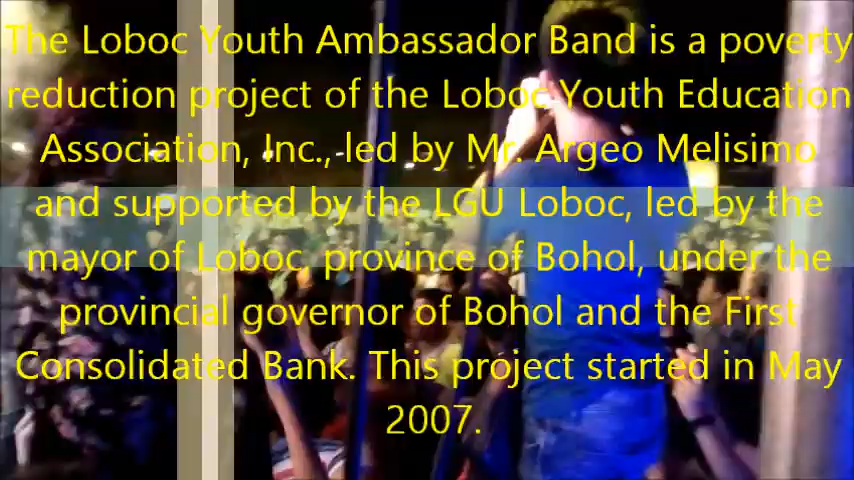 The Loboc Youth Ambassador Band is a poverty
reduction project of the Loboc Youth Education
Association, Inc., led by Mr. Argeo Melisimo
and supported by the LGU Loboc, led by the
mayor of Loboc, province of Bohol, under the
provincial governor of Bohol and the First
Consolidated Bank. This project started in May
2007.